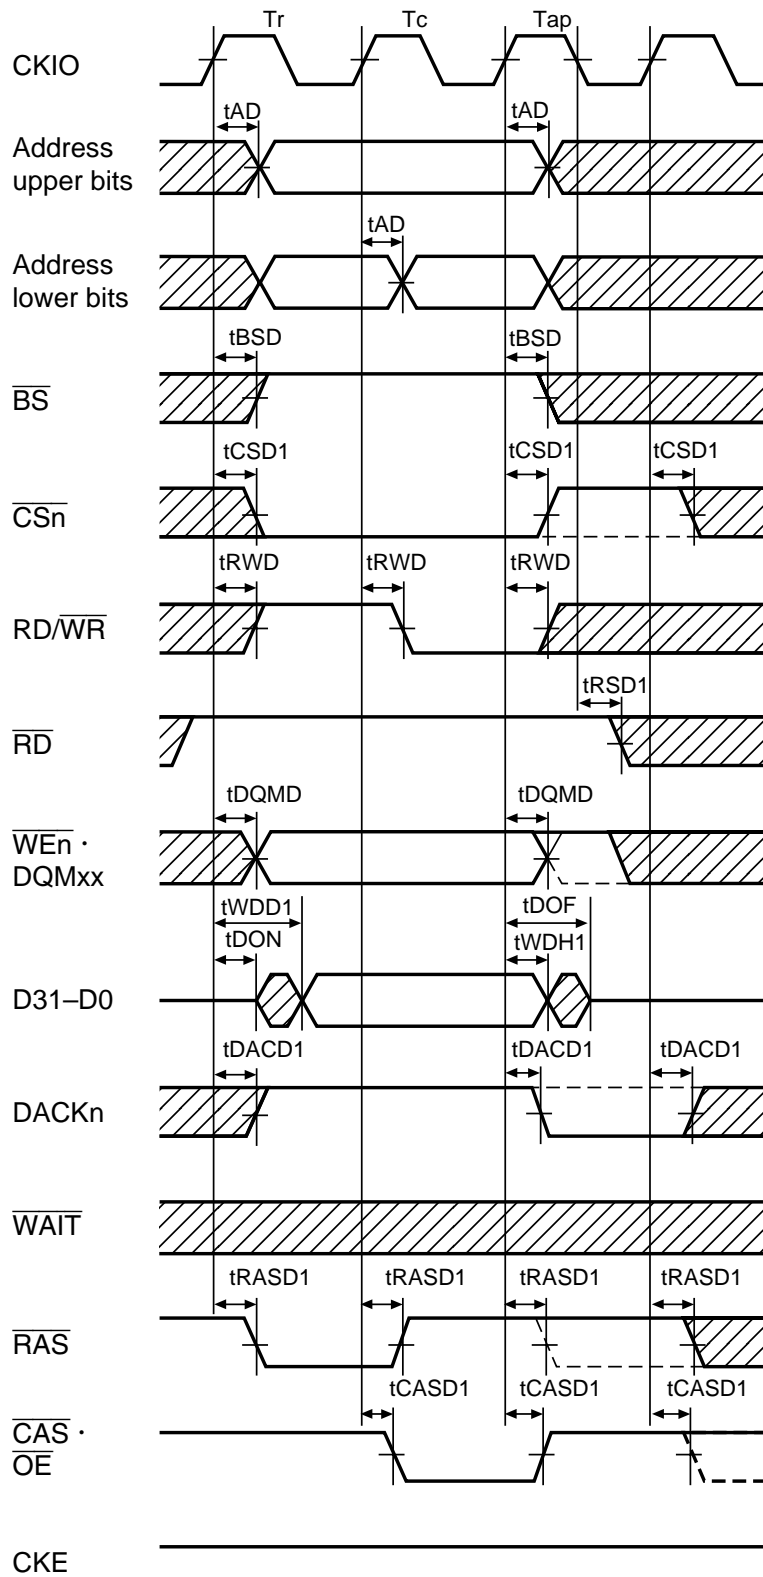 Tr Tc Tap
CKIO
tAD tAD
Address
upper bits
tAD
Address
lower bits
tBSD tBSD
BS
tCSD1 tCSD1 tCSD1
CSn
tRWD tRWD tRWD
RD/WR
tRSD1
RD
tDQMD tDQMD
WEn ·
DQMxx
tWDD1 tDOF
tDON tWDH1
D31–D0
tDACD1 tDACD1 tDACD1
DACKn
WAIT
tRASD1 tRASD1 tRASD1 tRASD1
RAS
tCASD1 tCASD1 tCASD1
CAS ·
OE
CKE